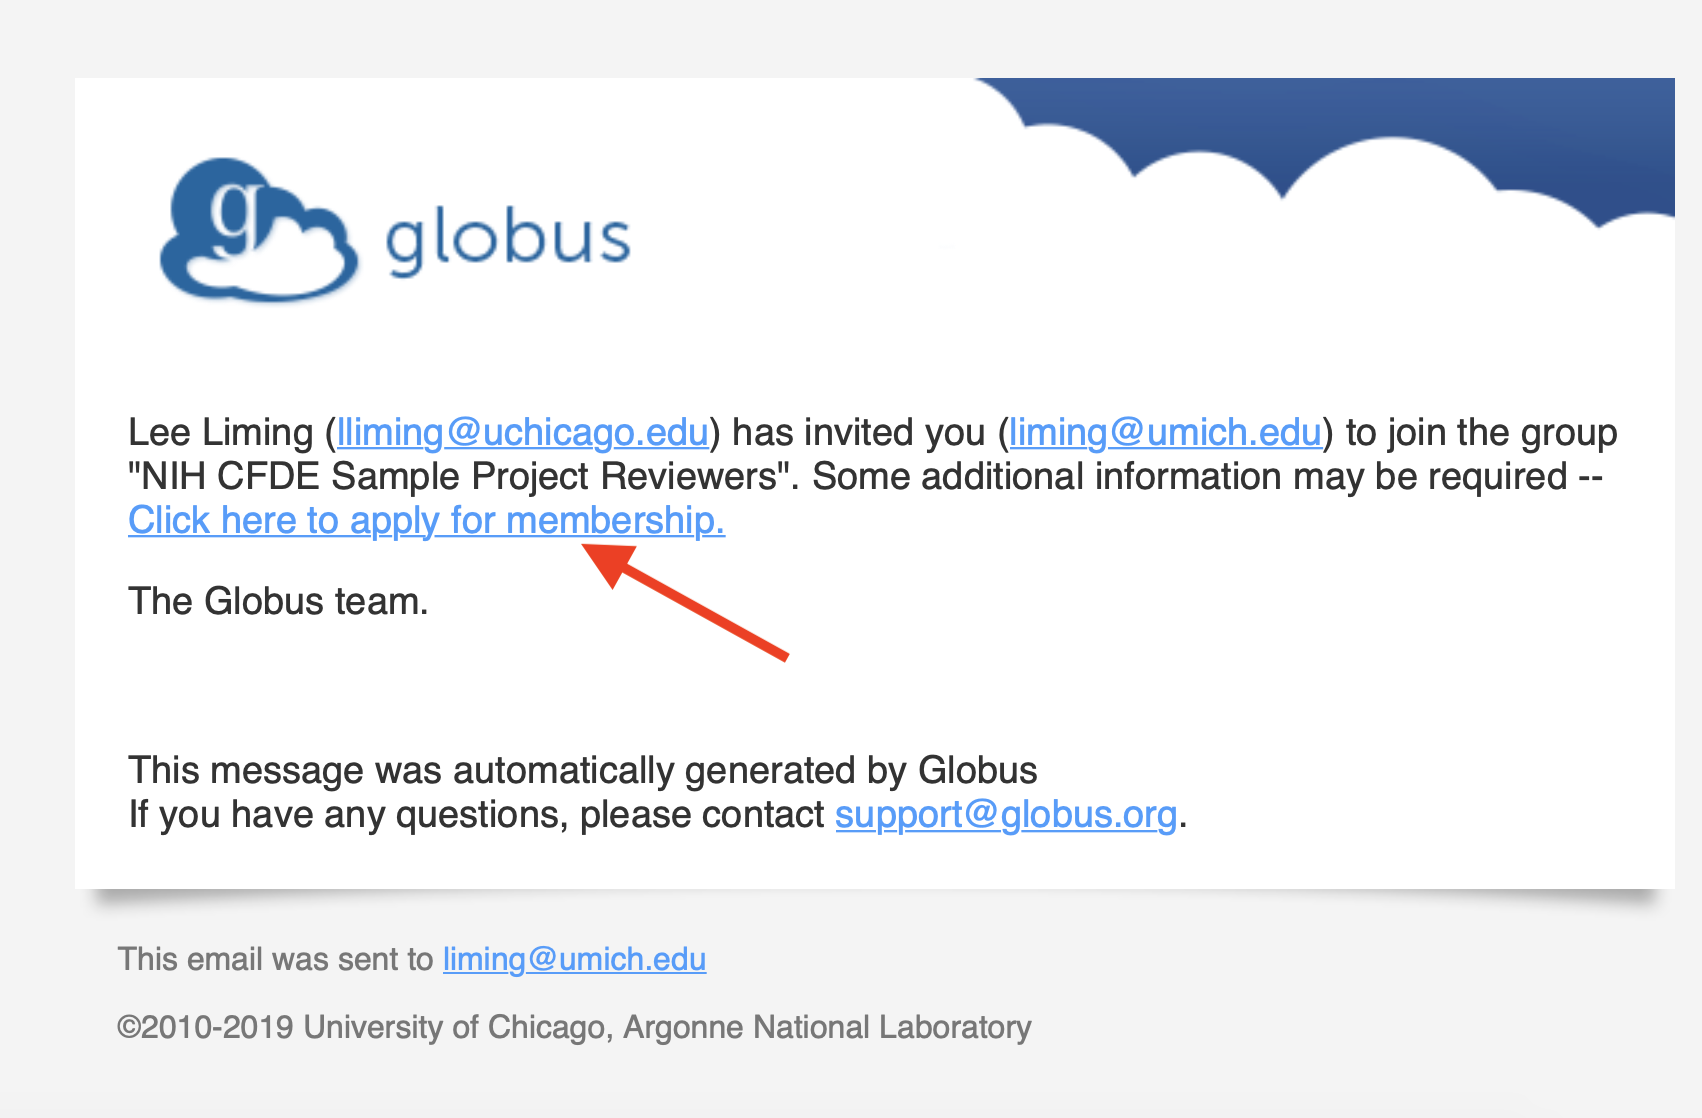 g
globus
Lee Liming (lliming@uchicago.edu) has invited you (liming@umich.edu) to join the group
"NIH CFDE Sample Project Reviewers". Some additional information may be required --
Click here to apply for membership.
The Globus team.
This message was automatically generated by Globus
If you have any questions, please contact support@globus.org.
This email was sent to liming@umich.edu
©2010-2019 University of Chicago, Argonne National Laboratory